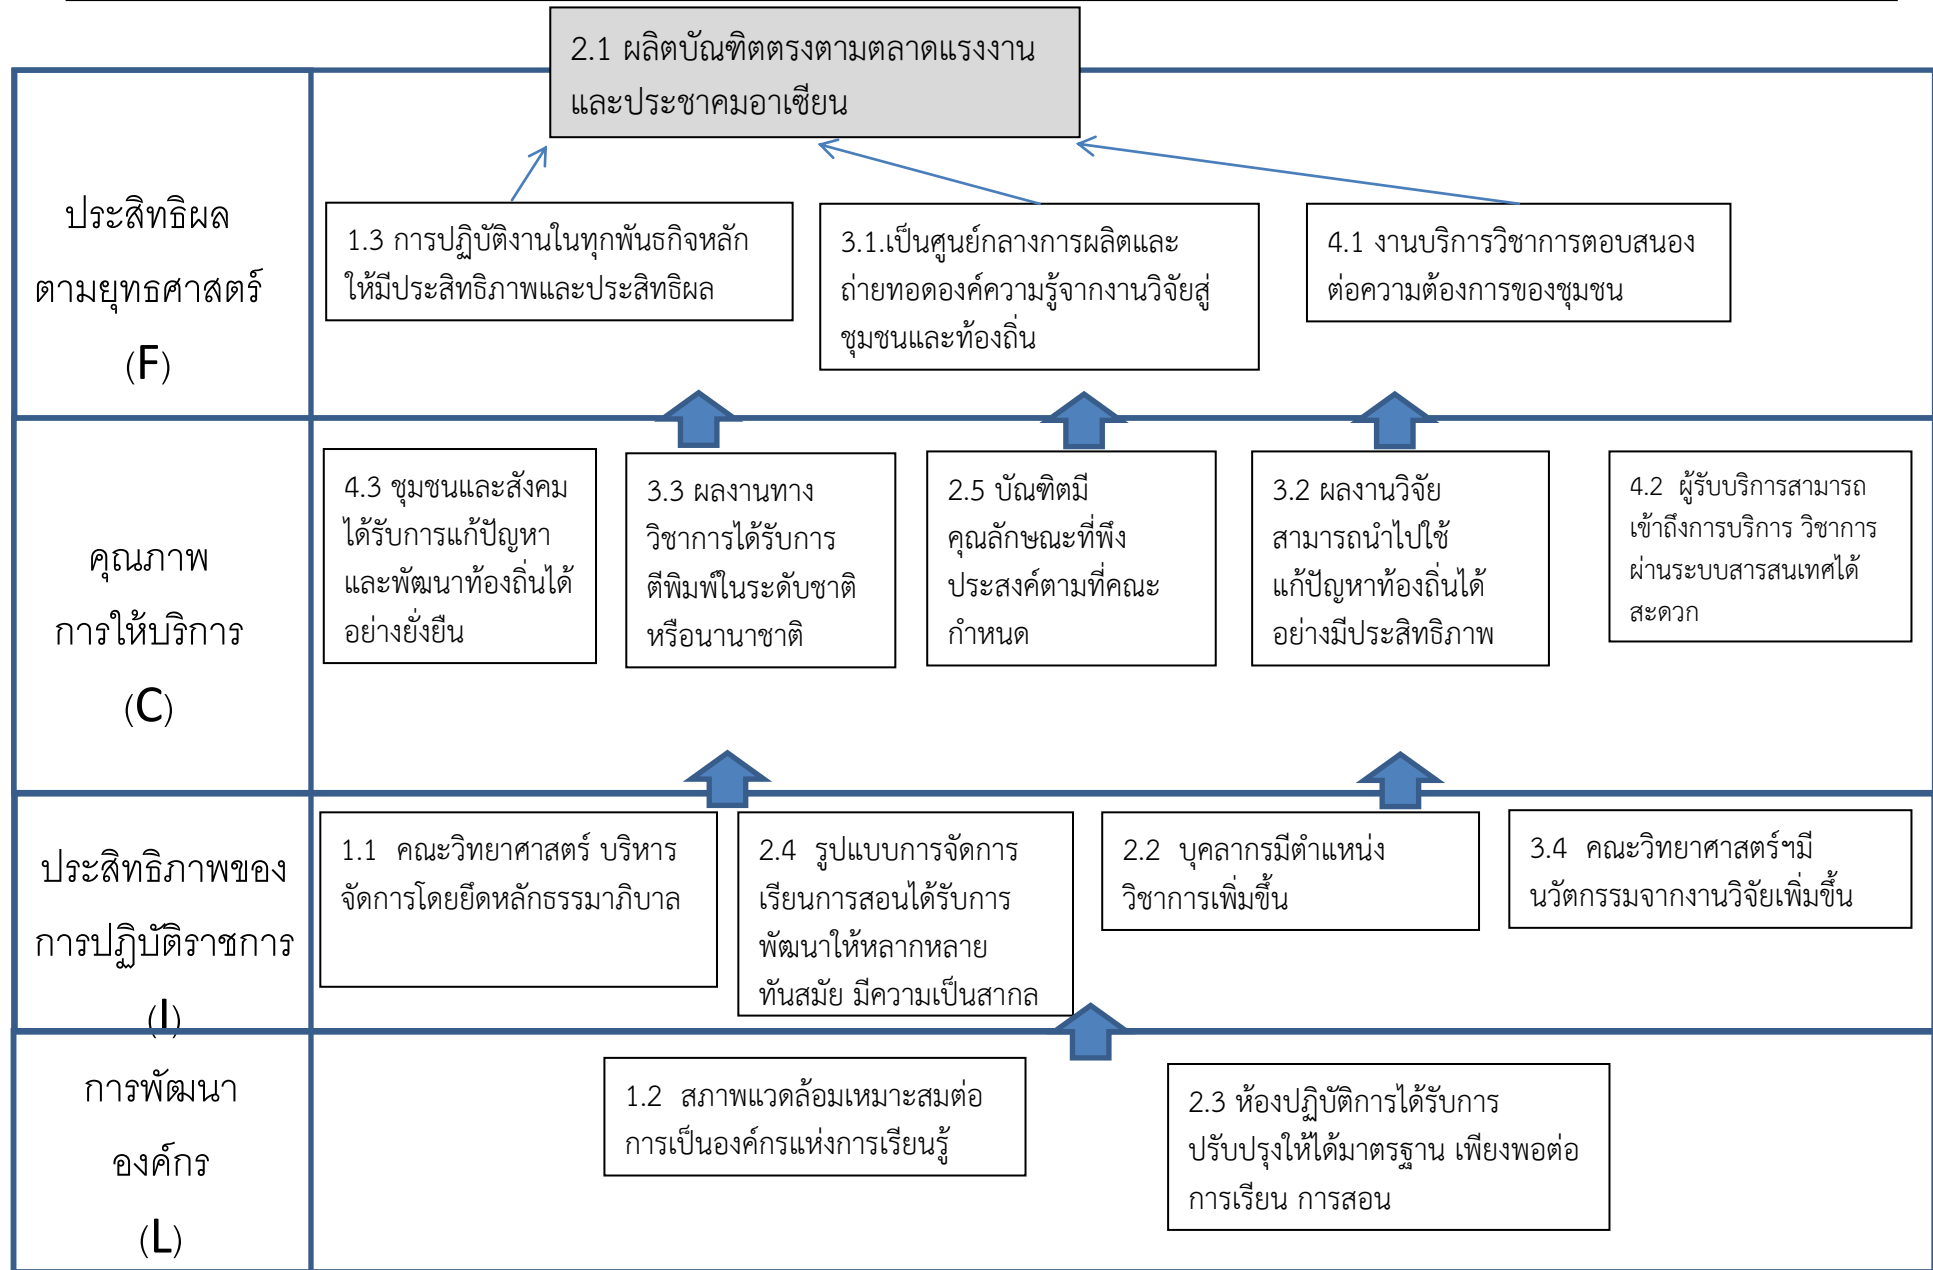 2.1 ผลิตบัณฑิตตรงตามตลาดแรงงาน
และประชาคมอาเซียน
ประสิทธิผล
ตามยุทธศาสตร์
(F)
1.3 การปฏิบัติงานในทุกพันธกิจหลัก
ให้มีประสิทธิภาพและประสิทธิผล
3.1.เป็นศูนย์กลางการผลิตและ
ถ่ายทอดองค์ความรู้จากงานวิจัยสู่
ชุมชนและท้องถิ่น
4.1 งานบริการวิชาการตอบสนอง
ต่อความต้องการของชุมชน
คุณภาพ
การให้บริการ
(C)
4.3 ชุมชนและสังคม
ได้รับการแก้ปัญหา
และพัฒนาท้องถิ่นได้
อย่างยั่งยืน
3.3 ผลงานทาง
วิชาการได้รับการ
ตีพิมพ์ในระดับชาติ
หรือนานาชาติ
2.5 บัณฑิตมี
คุณลักษณะที่พึง
ประสงค์ตามที่คณะ
กำหนด
3.2 ผลงานวิจัย
สามารถนำไปใช้
แก้ปัญหาท้องถิ่นได้
อย่างมีประสิทธิภาพ
4.2 ผู้รับบริการสามารถ
เข้าถึงการบริการ วิชาการ
ผ่านระบบสารสนเทศได้
สะดวก
ประสิทธิภาพของ
การปฏิบัติราชการ
(I)
1.1 คณะวิทยาศาสตร์ บริหาร
จัดการโดยยึดหลักธรรมาภิบาล
2.4 รูปแบบการจัดการ
เรียนการสอนได้รับการ
พัฒนาให้หลากหลาย
ทันสมัย มีความเป็นสากล
2.2 บุคลากรมีตำแหน่ง
วิชาการเพิ่มขึ้น
3.4 คณะวิทยาศาสตร์ฯมี
นวัตกรรมจากงานวิจัยเพิ่มขึ้น
การพัฒนา
องค์กร
(L)
1.2 สภาพแวดล้อมเหมาะสมต่อ
การเป็นองค์กรแห่งการเรียนรู้
2.3 ห้องปฏิบัติการได้รับการ
ปรับปรุงให้ได้มาตรฐาน เพียงพอต่อ
การเรียน การสอน